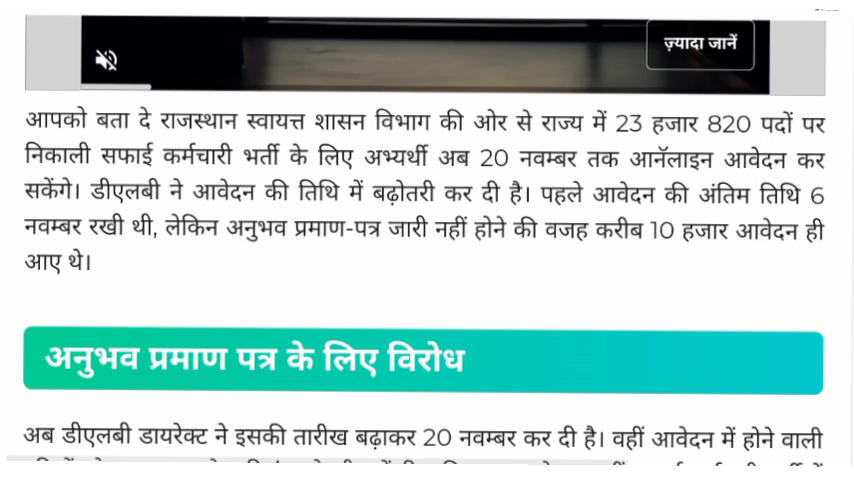 ज़्यादा जानें
आपको बता दे राजस्थान स्वायत्त शासन विभाग की ओर से राज्य में 23 हजार 820 पदों पर
निकाली सफाई कर्मचारी भर्ती के लिए अभ्यर्थी अब 20 नवम्बर तक आनॅलाइन आवेदन कर
सकेंगे। डीएलबी ने आवेदन की तिथि में बढ़ोतरी कर दी है। पहले आवेदन की अंतिम तिथि 6
नवम्बर रखी थी, लेकिन अनुभव प्रमाण-पत्र जारी नहीं होने की वजह करीब 10 हजार आवेदन ही
आए थे।
अनुभव प्रमाण पत्र के लिए विरोध
अब डीएलबी डायरेक्ट ने इसकी तारीख बढ़ाकर 20 नवम्बर कर दी है। वहीं आवेदन में होने वाली